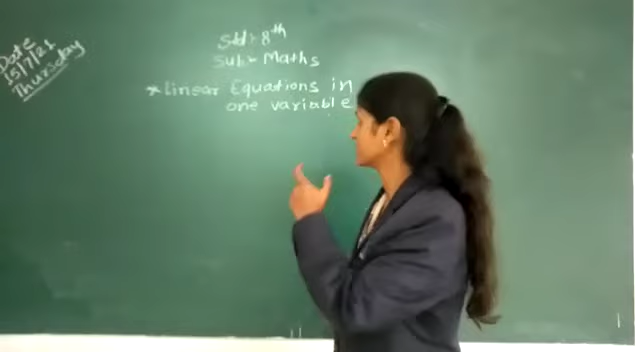 Date
15/7/21
Thursday
Std :- 8th
Sub :- Maths
* Linear Equations in
one variable